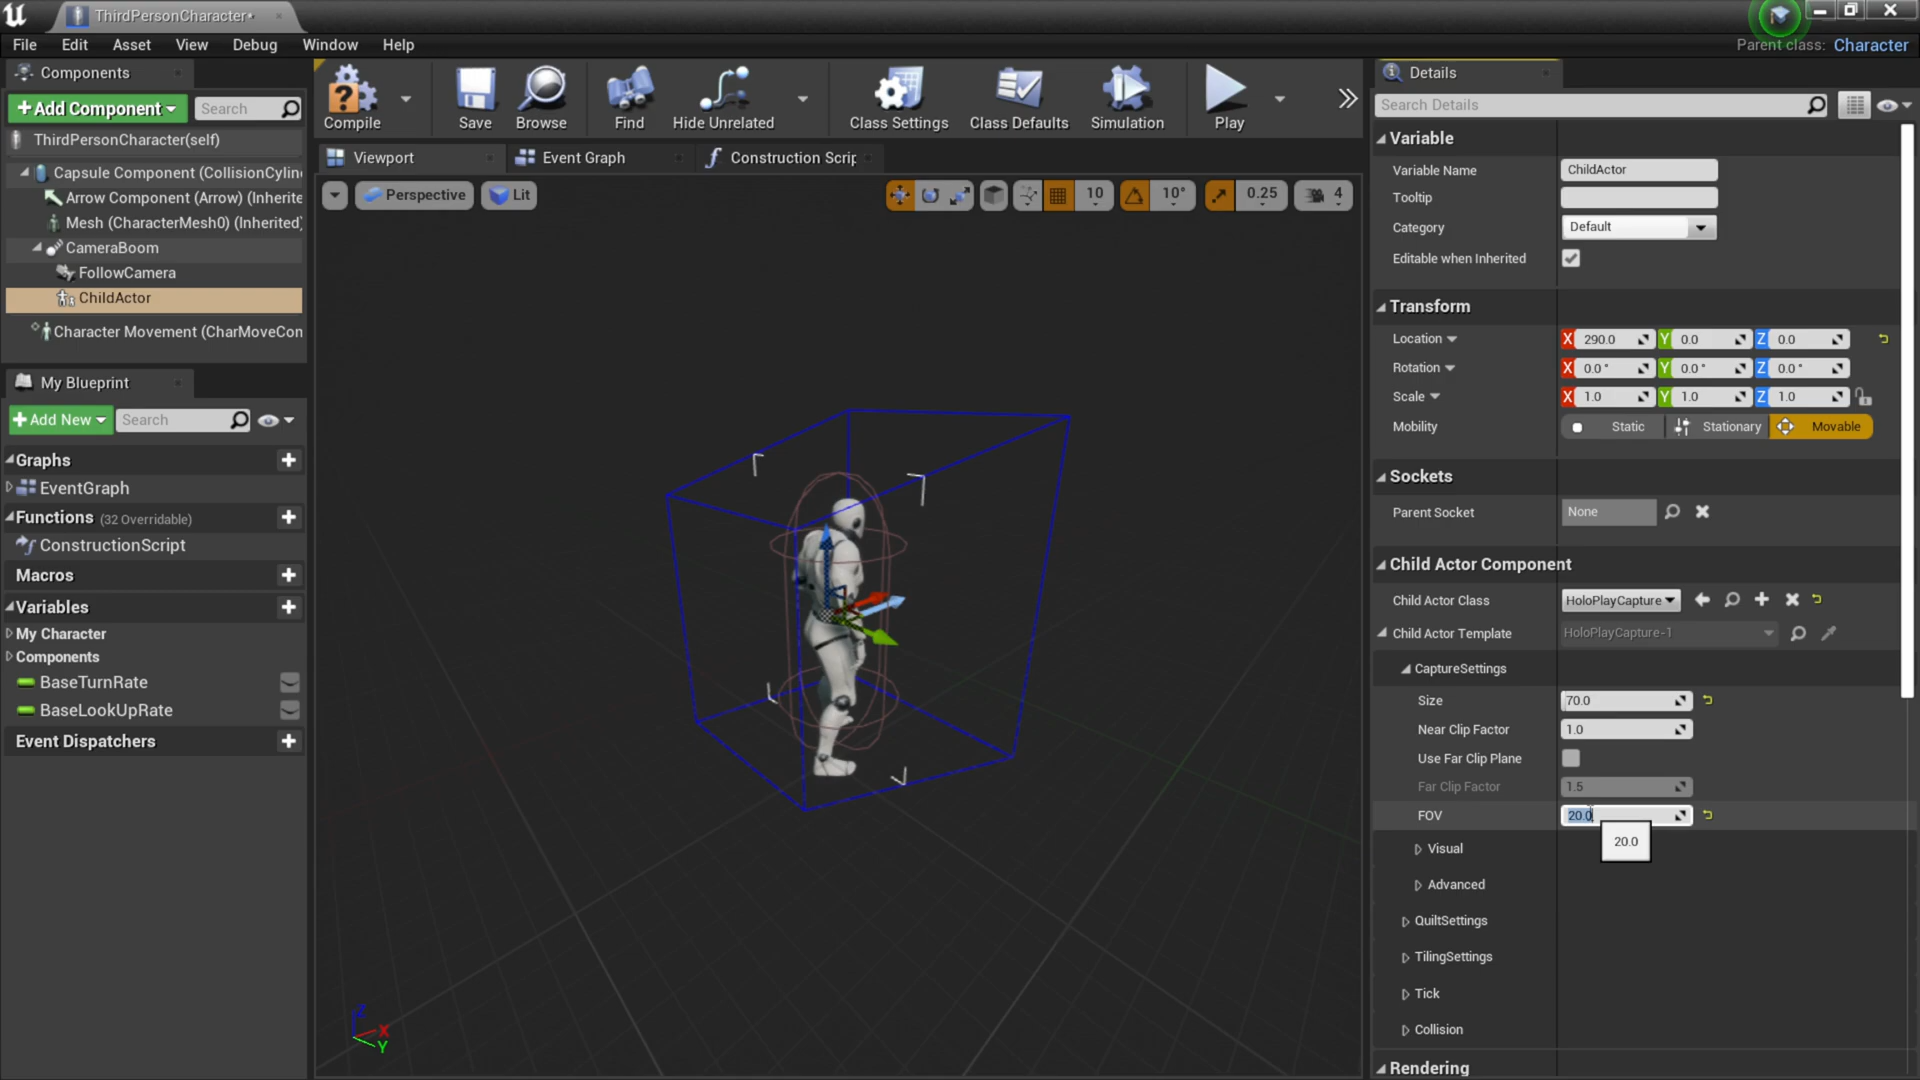 ThirdPersonCharacter*
File Edit Asset View Debug Window Help
Parent class: Character
Components
+Add Component
Search
ThirdPersonCharacter(self)
Capsule Component (CollisionCylin
Arrow Component (Arrow) (Inherite
Mesh (CharacterMesh0) (Inherited)
CameraBoom
FollowCamera
ChildActor
Character Movement (CharMoveCon
My Blueprint
+Add New
Search
Graphs
EventGraph
Functions (32 Overridable)
ConstructionScript
Macros
Variables
My Character
Components
BaseTurnRate
BaseLookUpRate
Event Dispatchers
Compile
Save
Browse
Find
Hide Unrelated
Class Settings
Class Defaults
Simulation
Play
Viewport
Event Graph
Construction Scrip
Perspective
Lit
10
10°
0.25
4
Z
X
Y
Details
Search Details
Variable
Variable Name ChildActor
Tooltip
Category Default
Editable when Inherited
Transform
Location X 290.0 Y 0.0 Z 0.0
Rotation X 0.0 ° Y 0.0 ° Z 0.0 °
Scale X 1.0 Y 1.0 Z 1.0
Mobility Static Stationary Movable
Sockets
Parent Socket None
Child Actor Component
Child Actor Class HoloPlayCapture
Child Actor Template HoloPlayCapture-1
CaptureSettings
Size 70.0
Near Clip Factor 1.0
Use Far Clip Plane
Far Clip Factor 1.5
FOV 20.0
20.0
Visual
Advanced
QuiltSettings
TilingSettings
Tick
Collision
Rendering